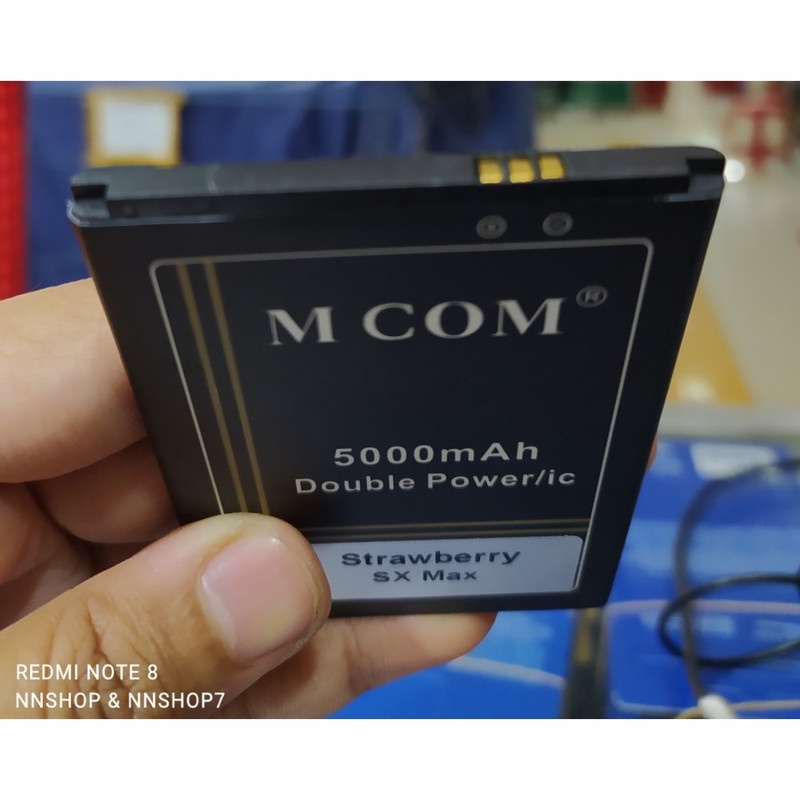 M COM ®
5000mAh
Double Power/ic
Strawberry
SX Max
REDMI NOTE 8
NNSHOP & NNSHOP7